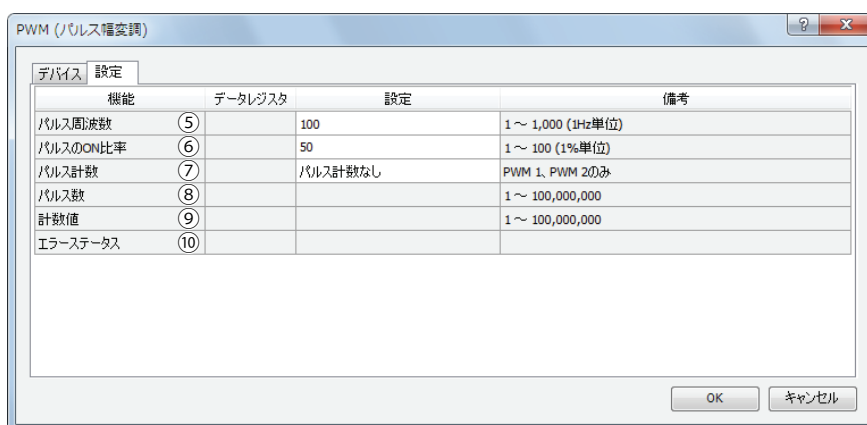 PWM (パルス幅変調)
デバイス 設定
機能 データレジスタ 設定 備考
パルス周波数 ⑤ 100 1～1,000 (1Hz単位)
パルスのON比率 ⑥ 50 1～100 (1%単位)
パルス計数 ⑦ パルス計数なし PWM 1、PWM 2のみ
パルス数 ⑧ 1～100,000,000
計数値 ⑨ 1～100,000,000
エラーステータス ⑩
OK キャンセル